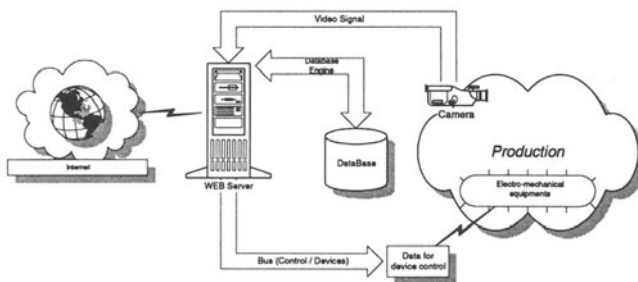 Video Signal
Database
Engine
Camera
Internet
WEB Server
DataBase
Production
Electro-mechanical
equipments
Bus (Control / Devices)
Data for
device control